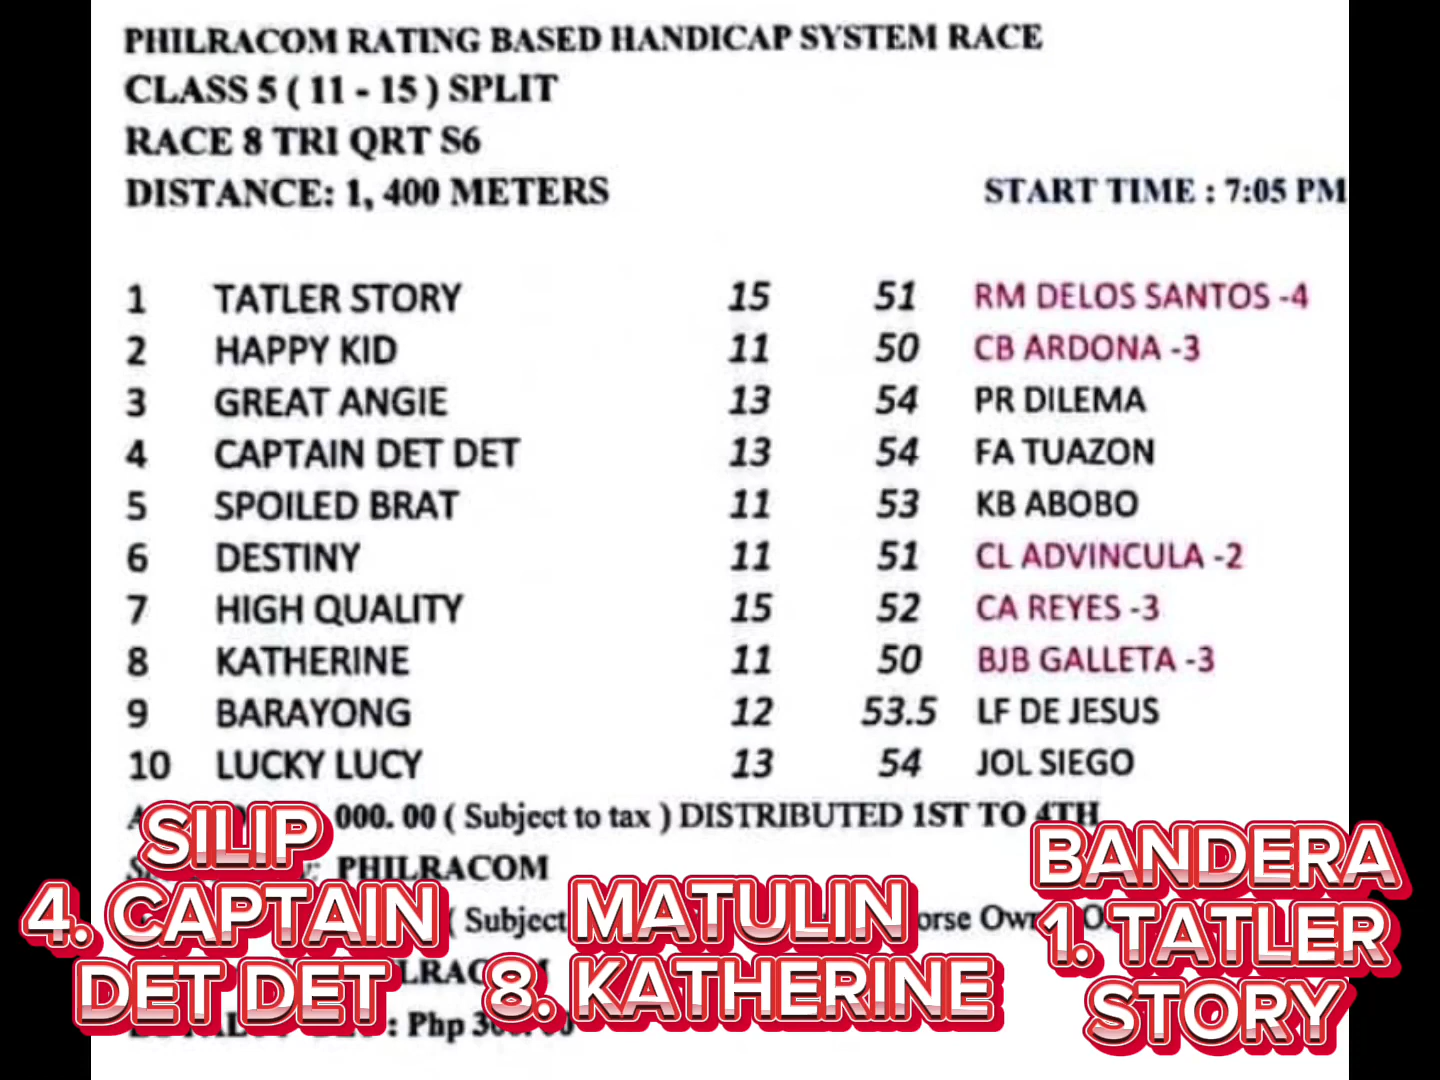 PHILRACOM RATING BASED HANDICAP SYSTEM RACE
CLASS 5 ( 11 - 15 ) SPLIT
RACE 8 TRI QRT S6
DISTANCE: 1, 400 METERS START TIME : 7:05 PM
1 TATLER STORY 15 51 RM DELOS SANTOS -4
2 HAPPY KID 11 50 CB ARDONA -3
3 GREAT ANGIE 13 54 PR DILEMA
4 CAPTAIN DET DET 13 54 FA TUAZON
5 SPOILED BRAT 11 53 KB ABOBO
6 DESTINY 11 51 CL ADVINCULA -2
7 HIGH QUALITY 15 52 CA REYES -3
8 KATHERINE 11 50 BJB GALLETA -3
9 BARAYONG 12 53.5 LF DE JESUS
10 LUCKY LUCY 13 54 JOL SIEGO
000. 00 ( Subject to tax ) DISTRIBUTED 1ST TO 4TH
PHILRACOM
( Subject
: Php
SILIP
4. CAPTAIN
DET DET
MATULIN
8. KATHERINE
BANDERA
1. TATLER
STORY